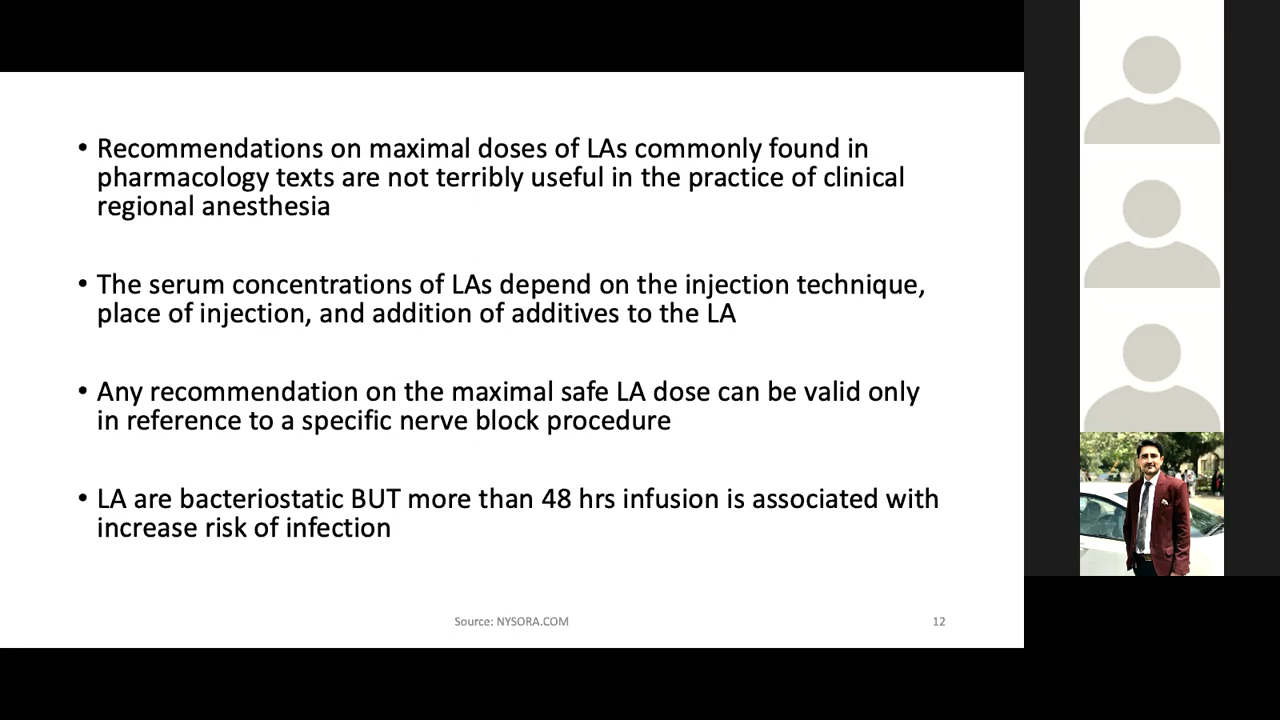 • Recommendations on maximal doses of LAs commonly found in
pharmacology texts are not terribly useful in the practice of clinical
regional anesthesia
• The serum concentrations of LAs depend on the injection technique,
place of injection, and addition of additives to the LA
• Any recommendation on the maximal safe LA dose can be valid only
in reference to a specific nerve block procedure
• LA are bacteriostatic BUT more than 48 hrs infusion is associated with
increase risk of infection
Source: NYSORA.COM
12